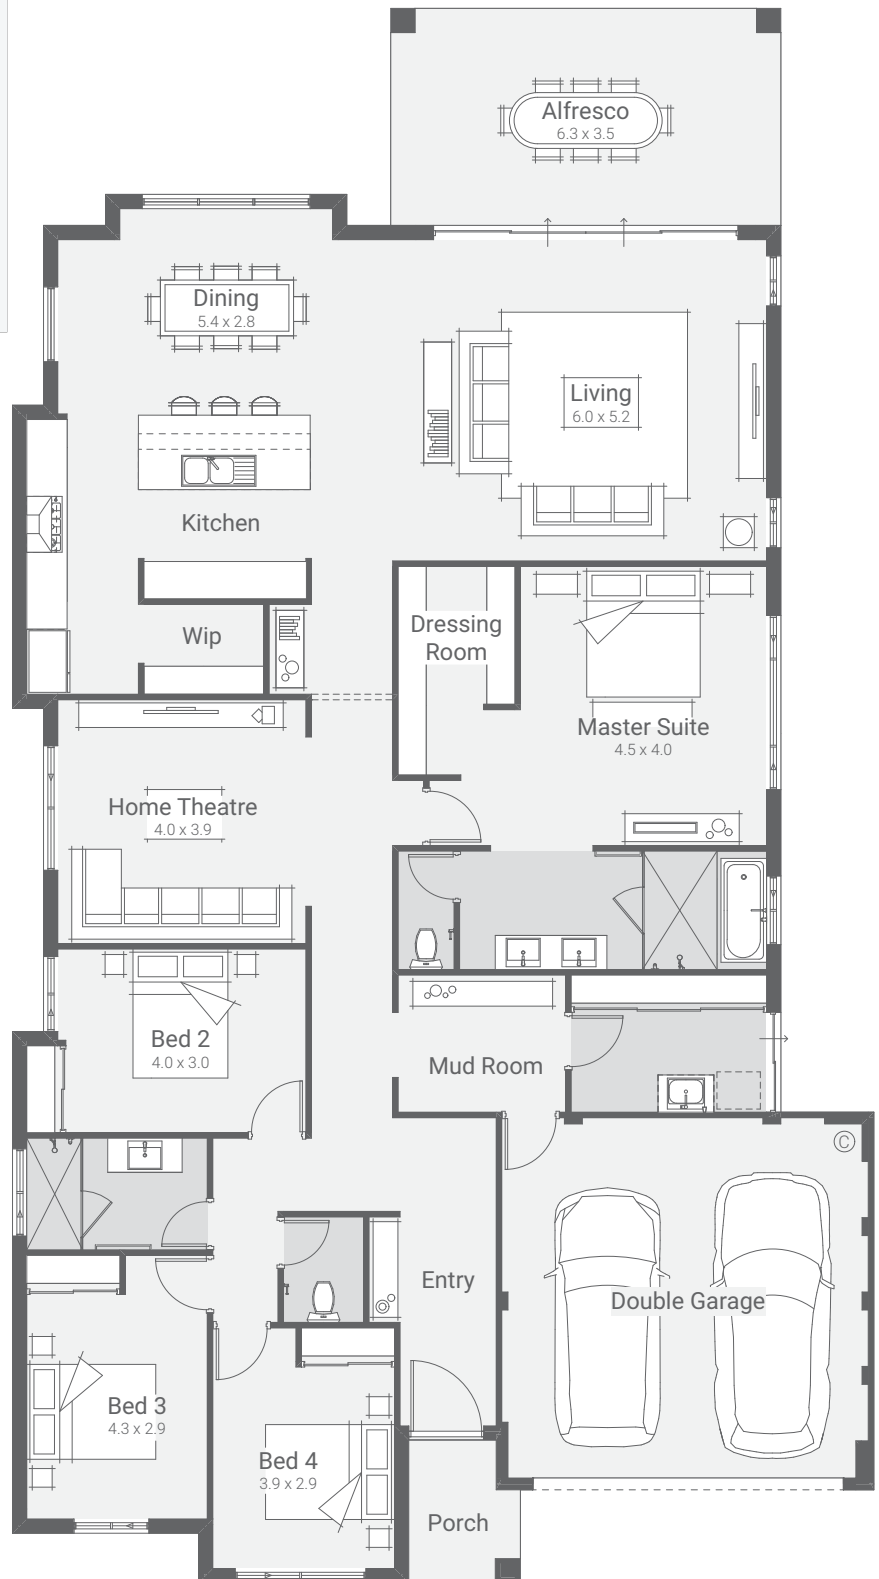 Alfresco
6.3 x 3.5
Dining
5.4 x 2.8
Living
6.0 x 5.2
Kitchen
Wip
Dressing
Room
Master Suite
4.5 x 4.0
Home Theatre
4.0 x 3.9
Bed 2
4.0 x 3.0
Mud Room
C
Entry
Double Garage
Bed 3
4.3 x 2.9
Bed 4
3.9 x 2.9
Porch